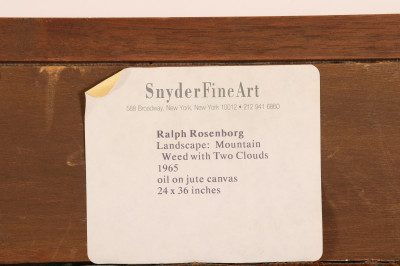 SnyderFineArt
588 Broadway, New York, New York 10012 • 212 941 6660
Ralph Rosenborg
Landscape: Mountain
Weed with Two Clouds
1965
oil on jute canvas
24 x 36 inches